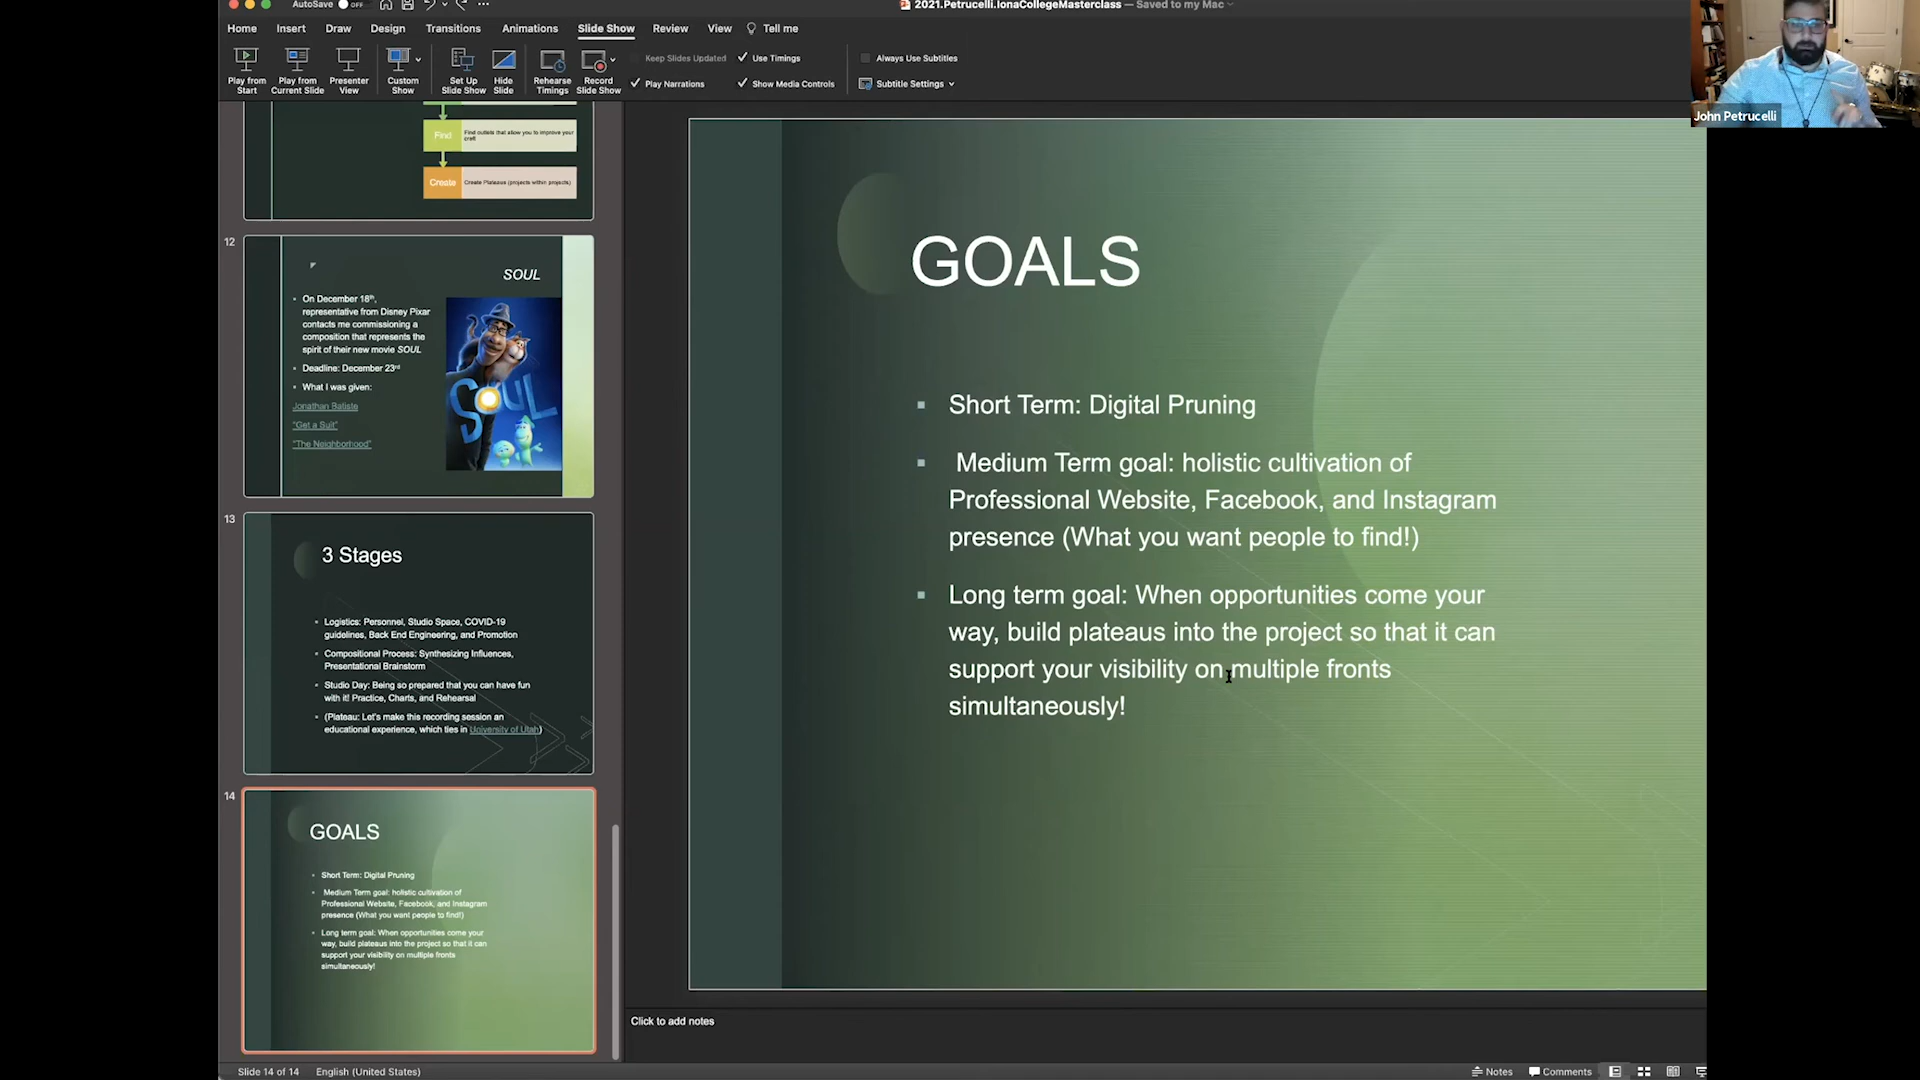 AutoSave OFF
2021.Petrucelli.IonaCollegeMasterclass — Saved to my Mac
Home Insert Draw Design Transitions Animations Slide Show Review View Tell me
Play from Start
Play from Current Slide
Presenter View
Custom Show
Set Up Slide Show
Hide Slide
Rehearse Timings
Record Slide Show
Keep Slides Updated
Play Narrations
Use Timings
Show Media Controls
Always Use Subtitles
Subtitle Settings
John Petrucelli
Find
Find outlets that allow you to improve your
craft
Create
Create Plateaus (projects within projects)
12
SOUL
On December 18th,
representative from Disney Pixar
contacts me commissioning a
composition that represents the
spirit of their new movie SOUL
Deadline: December 23rd
What I was given:
Jonathan Batiste
"Get a Suit"
"The Neighborhood"
SOUL
13
3 Stages
Logistics: Personnel, Studio Space, COVID-19
guidelines, Back End Engineering, and Promotion
Compositional Process: Synthesizing Influences,
Presentational Brainstorm
Studio Day: Being so prepared that you can have fun
with it! Practice, Charts, and Rehearsal
(Plateau: Let's make this recording session an
educational experience, which ties in University of Utah)
14
GOALS
Short Term: Digital Pruning
Medium Term goal: holistic cultivation of
Professional Website, Facebook, and Instagram
presence (What you want people to find!)
Long term goal: When opportunities come your
way, build plateaus into the project so that it can
support your visibility on multiple fronts
simultaneously!
GOALS
Short Term: Digital Pruning
Medium Term goal: holistic cultivation of
Professional Website, Facebook, and Instagram
presence (What you want people to find!)
Long term goal: When opportunities come your
way, build plateaus into the project so that it can
support your visibility on multiple fronts
simultaneously!
Click to add notes
Slide 14 of 14 English (United States)
Notes Comments